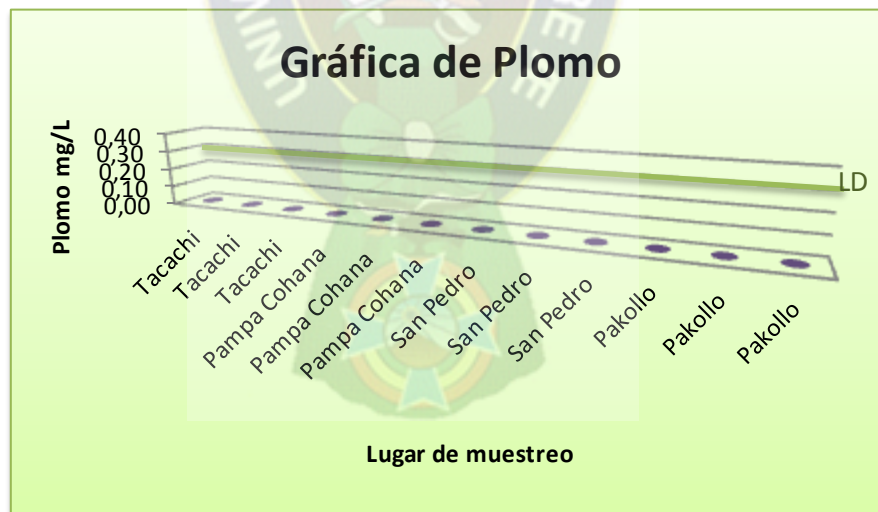 Gráfica de Plomo
Plomo mg/L
0,40
0,30
0,20
0,10
0,00
LD
Tacachi
Tacachi
Tacachi
Pampa Cohana
Pampa Cohana
Pampa Cohana
San Pedro
San Pedro
San Pedro
Pakollo
Pakollo
Pakollo
Lugar de muestreo